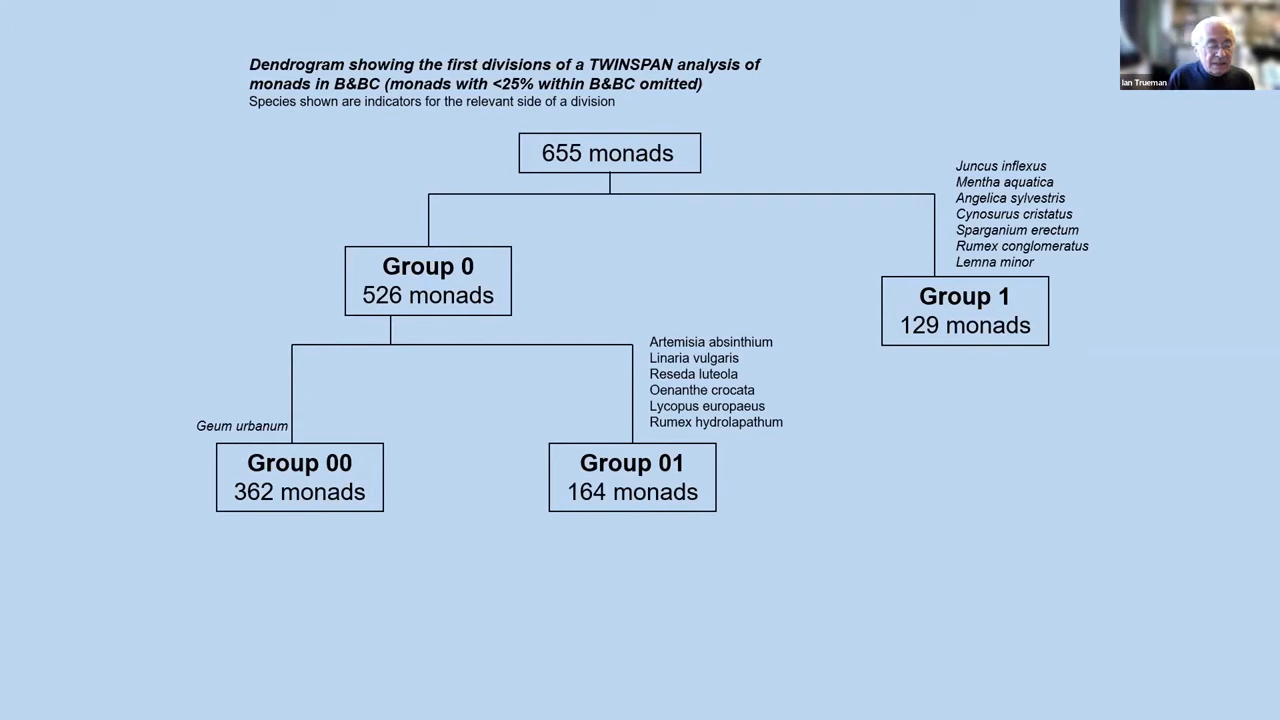 Dendrogram showing the first divisions of a TWINSPAN analysis of
monads in B&BC (monads with <25% within B&BC omitted)
Species shown are indicators for the relevant side of a division
Ian Trueman
655 monads
Juncus inflexus
Mentha aquatica
Angelica sylvestris
Cynosurus cristatus
Sparganium erectum
Rumex conglomeratus
Lemna minor
Group 0
526 monads
Group 1
129 monads
Artemisia absinthium
Linaria vulgaris
Reseda luteola
Oenanthe crocata
Lycopus europaeus
Rumex hydrolapathum
Geum urbanum
Group 00
362 monads
Group 01
164 monads